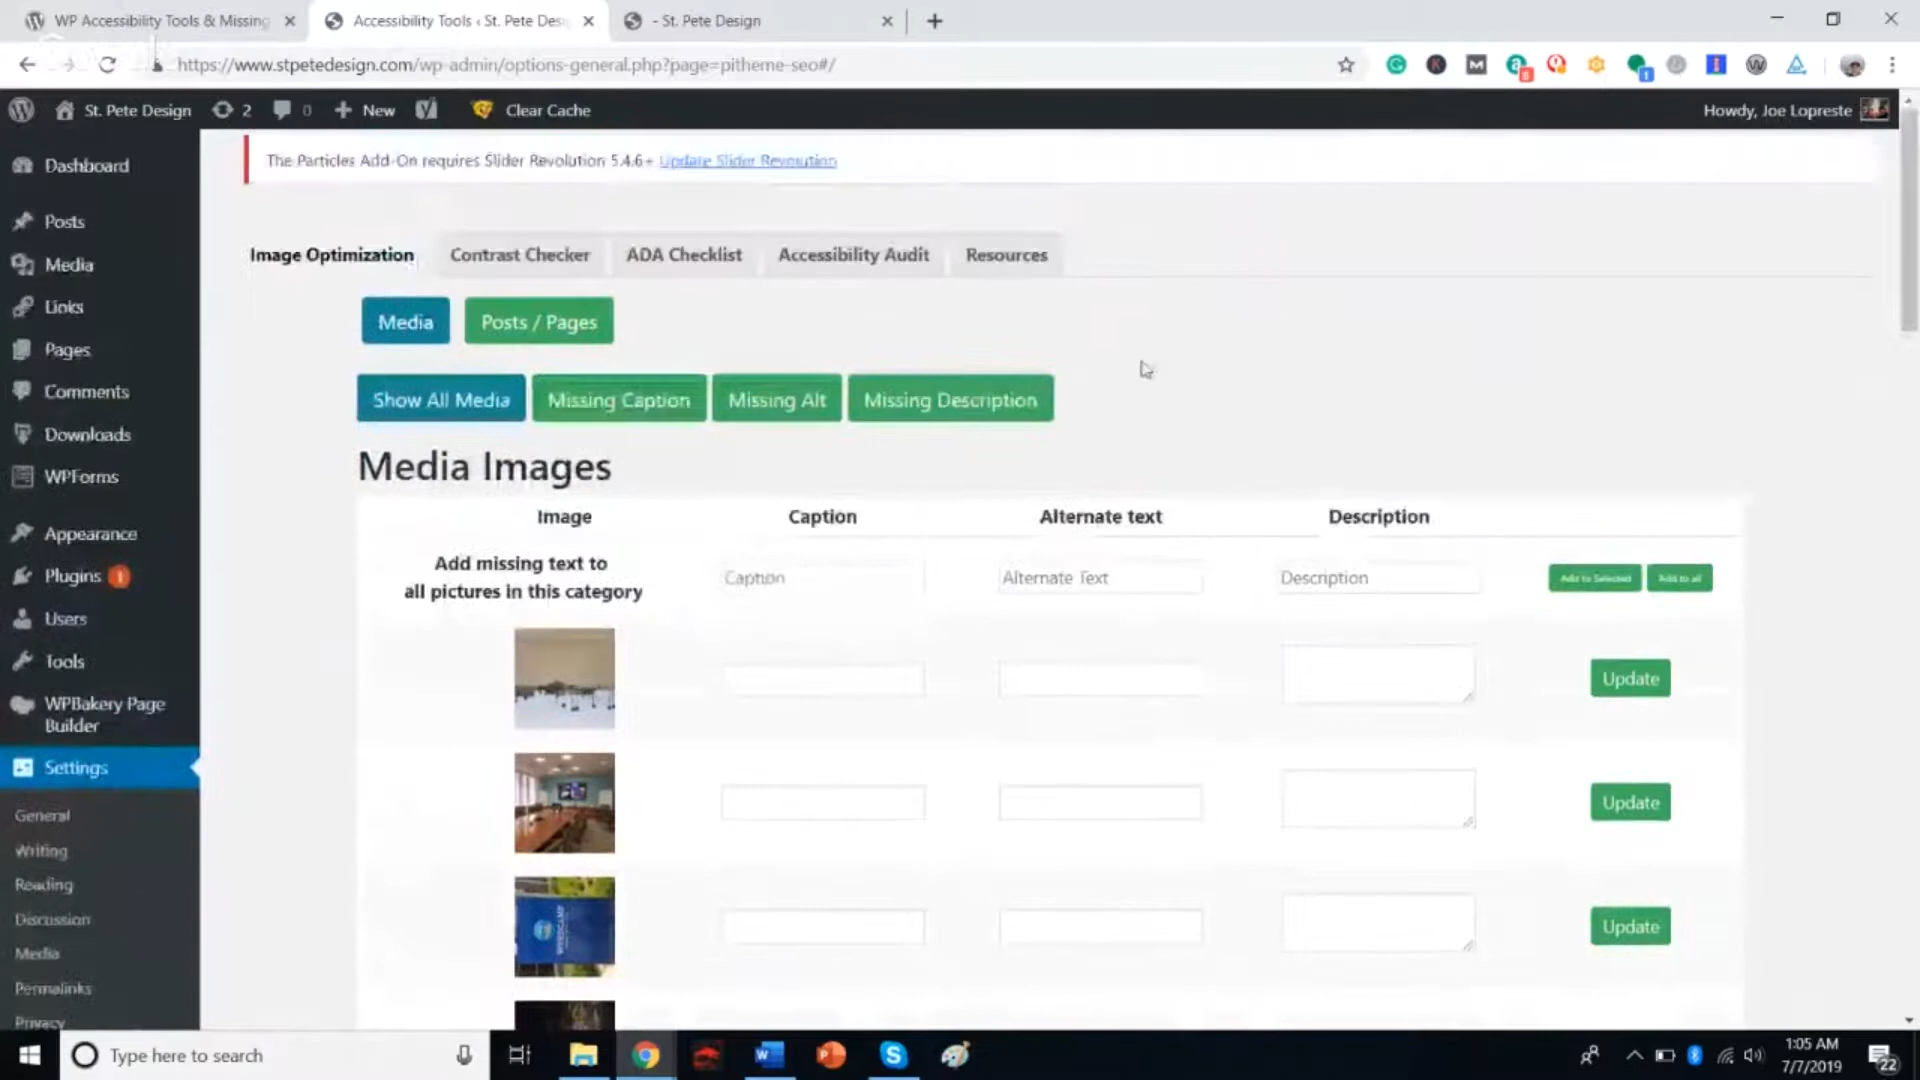 WP Accessibility Tools & Missing
Accessibility Tools ‹ St. Pete Desi
- St. Pete Design
https://www.stpetedesign.com/wp-admin/options-general.php?page=pitheme-seo#/
St. Pete Design
2
0
New
Clear Cache
Howdy, Joe Lopreste
Dashboard
Posts
Media
Links
Pages
Comments
Downloads
WPForms
Appearance
Plugins 1
Users
Tools
WPBakery Page
Builder
Settings
General
Writing
Reading
Discussion
Media
Permalinks
Privacy
The Particles Add-On requires Slider Revolution 5.4.6+ Update Slider Revolution
Image Optimization
Contrast Checker
ADA Checklist
Accessibility Audit
Resources
Media
Posts / Pages
Show All Media
Missing Caption
Missing Alt
Missing Description
Media Images
Image
Caption
Alternate text
Description
Add missing text to
all pictures in this category
Caption
Alternate Text
Description
Add to Selected
Add to all
Update
Update
Update
Type here to search
1:05 AM
7/7/2019
22